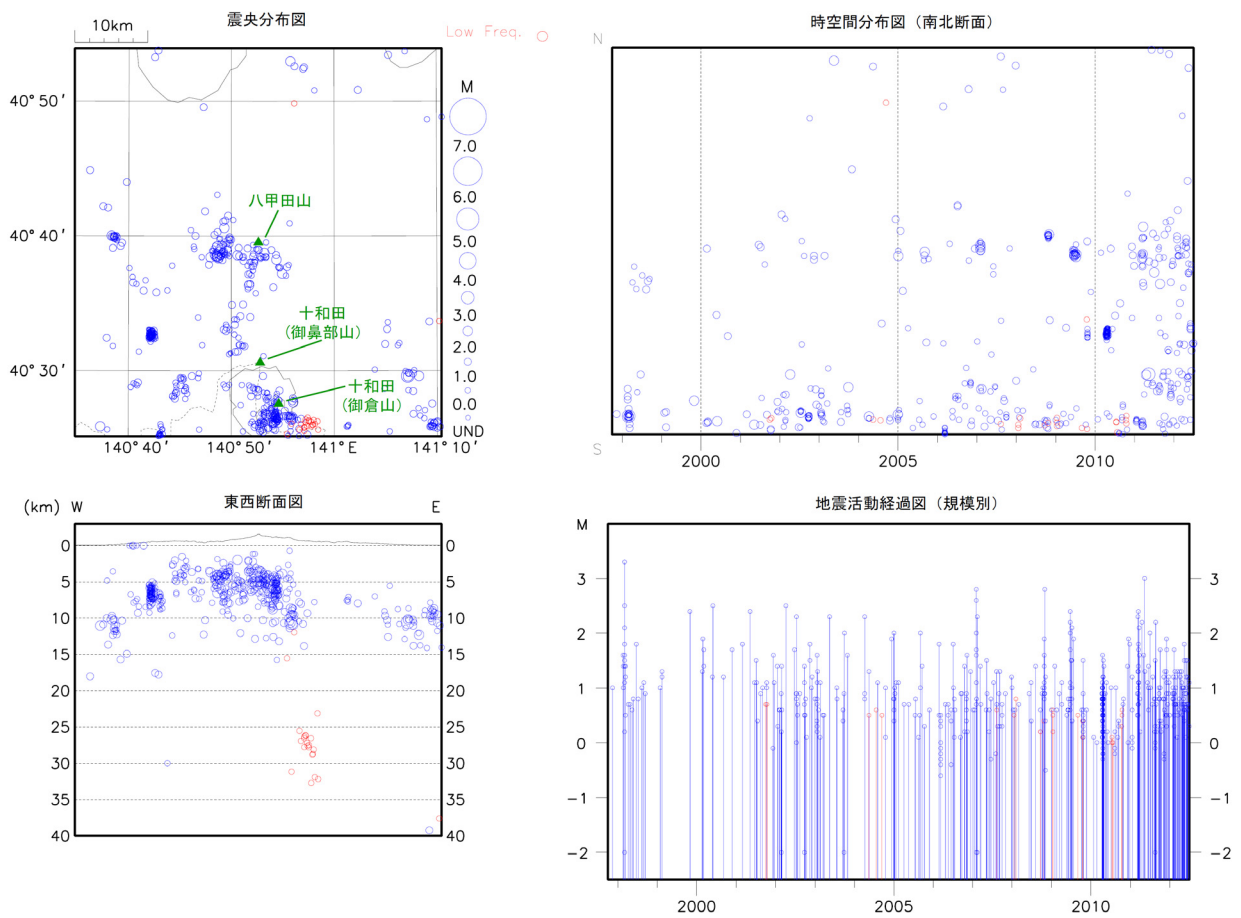 震央分布図
10km
Low Freq.
40°50′
40°40′
40°30′
140°40′
140°50′
141°E
141°10′
八甲田山
十和田
（御鼻部山）
十和田
（御倉山）
M
7.0
6.0
5.0
4.0
3.0
2.0
1.0
0.0
UND
時空間分布図（南北断面）
N
S
2000
2005
2010
東西断面図
(km)
W
E
0
5
10
15
20
25
30
35
40
0
5
10
15
20
25
30
35
40
地震活動経過図（規模別）
M
3
2
1
0
−1
−2
3
2
1
0
−1
−2
2000
2005
2010